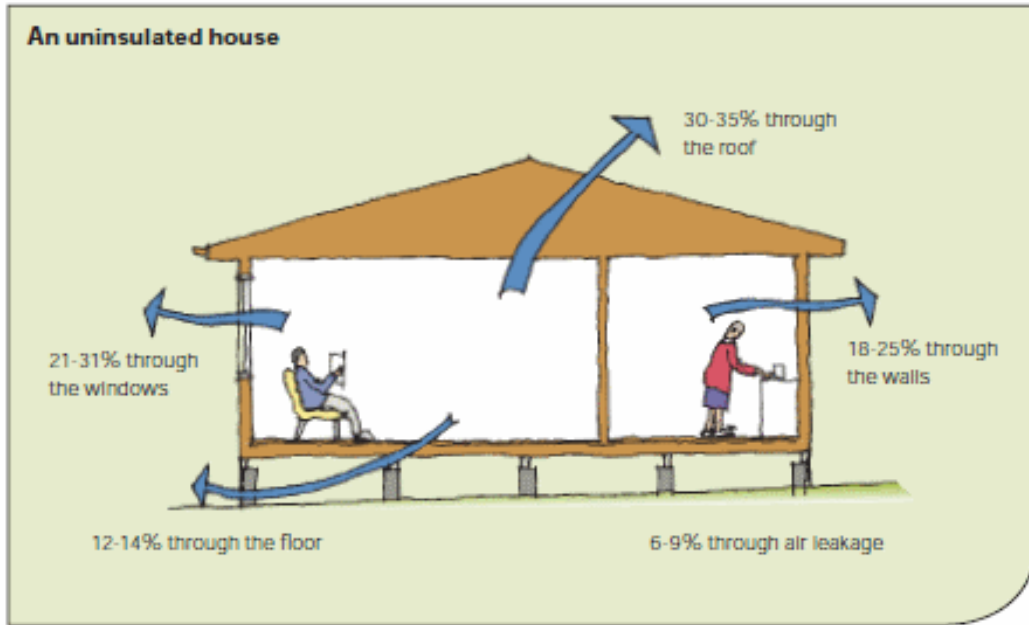 An uninsulated house
30-35% through
the roof
21-31% through
the windows
18-25% through
the walls
12-14% through the floor
6-9% through air leakage